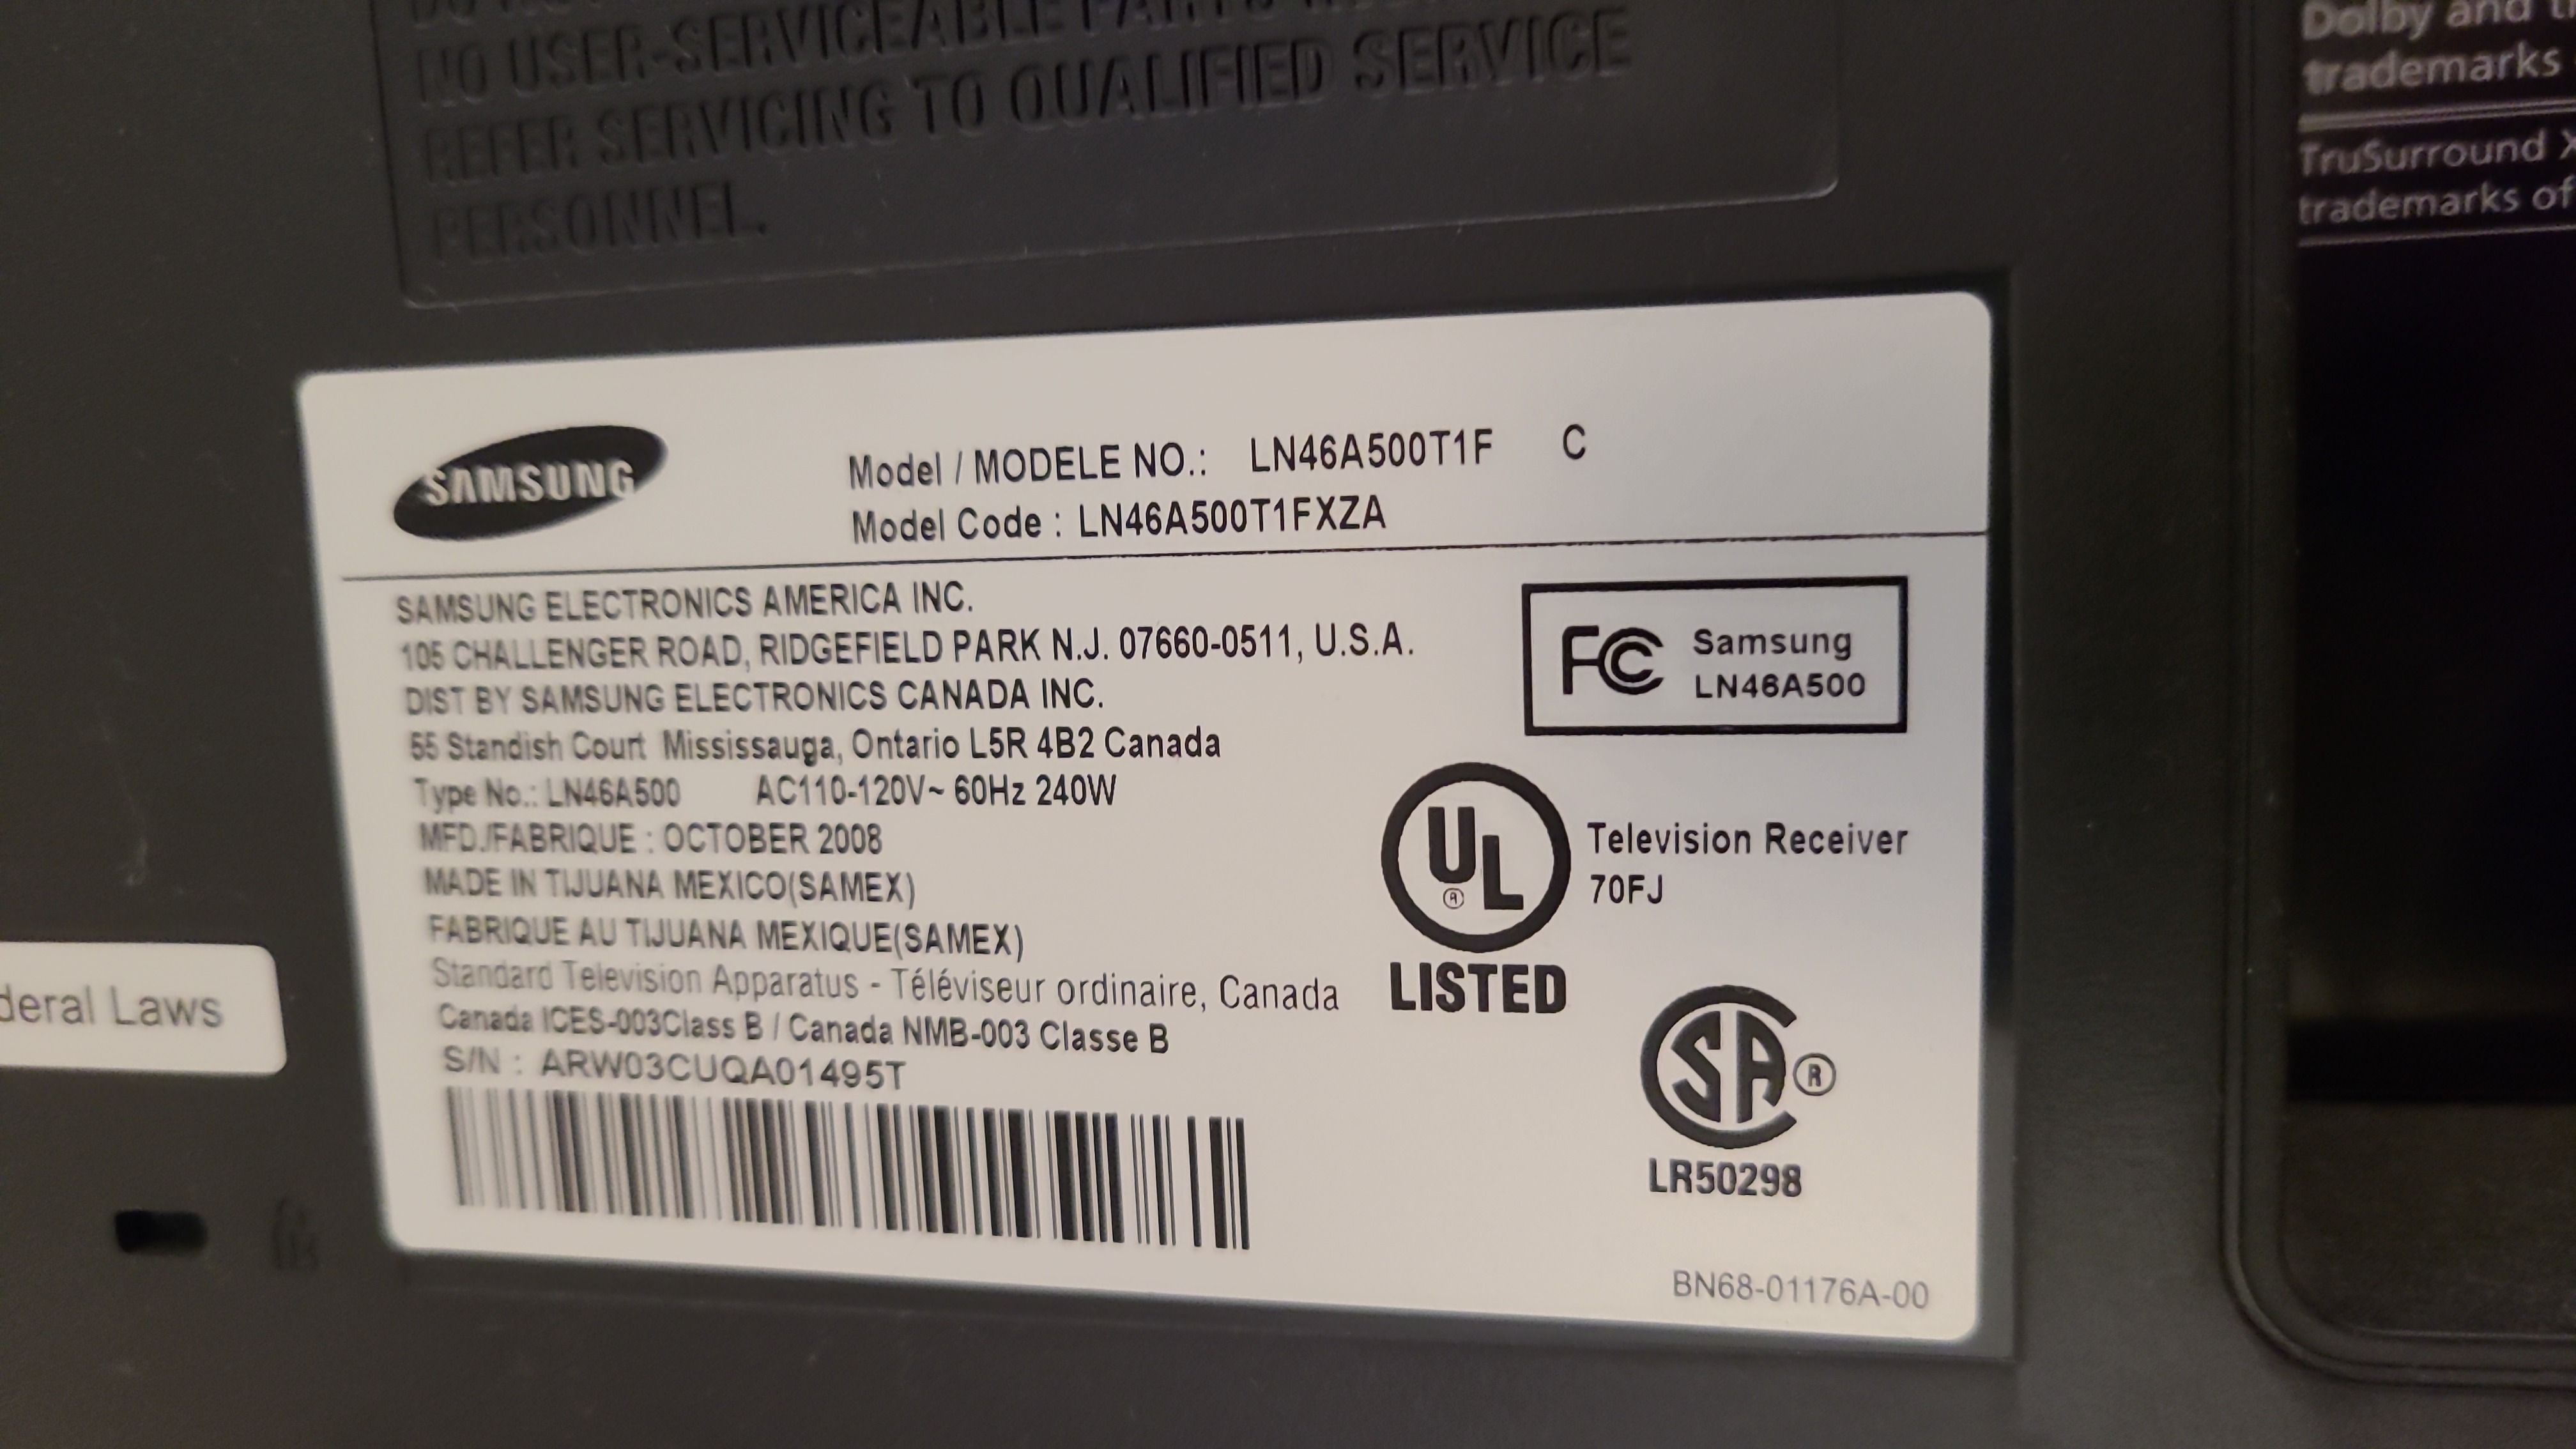 NO USER-SERVICEABLE PARTS
REFER SERVICING TO QUALIFIED SERVICE
PERSONNEL.
Dolby and
trademarks
TruSurround X
trademarks of
SAMSUNG
Model / MODELE NO.: LN46A500T1F C
Model Code : LN46A500T1FXZA
SAMSUNG ELECTRONICS AMERICA INC.
105 CHALLENGER ROAD, RIDGEFIELD PARK N.J. 07660-0511, U.S.A.
DIST BY SAMSUNG ELECTRONICS CANADA INC.
55 Standish Court Mississauga, Ontario L5R 4B2 Canada
Type No.: LN46A500 AC110-120V~ 60Hz 240W
MFD./FABRIQUE : OCTOBER 2008
MADE IN TIJUANA MEXICO(SAMEX)
FABRIQUE AU TIJUANA MEXIQUE(SAMEX)
Standard Television Apparatus - Téléviseur ordinaire, Canada
Canada ICES-003Class B / Canada NMB-003 Classe B
S/N : ARW03CUQA01495T
FC Samsung
LN46A500
UL ®
LISTED
Television Receiver
70FJ
SA ®
LR50298
BN68-01176A-00
deral Laws